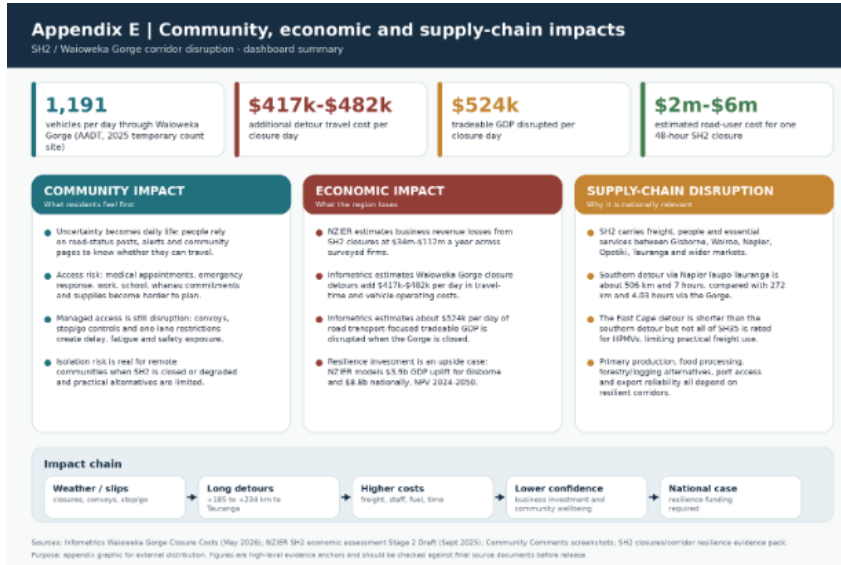 Appendix E | Community, economic and supply-chain impacts
SH2 / Waioweka Gorge corridor disruption - dashboard summary
1,191
vehicles per day through Waioweka
Gorge (AADT, 2025 temporary count
site)
$417k-$482k
additional detour travel cost per
closure day
$524k
tradeable GDP disrupted per
closure day
$2m-$6m
estimated road-user cost for one
48-hour SH2 closure
COMMUNITY IMPACT
What residents feel first
Uncertainty becomes daily life: people rely
on road-status posts, alerts and community
pages to know whether they can travel.
Access risk: medical appointments, emergency
response, work, school, whanau commitments
and supplies become harder to plan.
Managed access is still disruption: convoys,
stop/go controls and one lane restrictions
create delay, fatigue and safety exposure.
Isolation risk is real for remote
communities when SH2 is closed or degraded
and practical alternatives are limited.
ECONOMIC IMPACT
What the region loses
NZIER estimates business revenue losses from
SH2 closures at $34m-$112m a year across
surveyed firms.
Infometrics estimates Waioweka Gorge closure
detours add $417k-$482k per day in travel-
time and vehicle operating costs.
Infometrics estimates about $524k per day of
road transport-focused tradeable GDP is
disrupted when the Gorge is closed.
Resilience investment is an upside case:
NZIER models $3.9b GDP uplift for Gisborne
and $8.8b nationally, NPV 2024-2050.
SUPPLY-CHAIN DISRUPTION
Why it is nationally relevant
SH2 carries freight, people and essential
services between Gisborne, Wairoa, Napier,
Opotiki, Tauranga and wider markets.
Southern detour via Napier-Taupo-Tauranga is
about 506 km and 7 hours, compared with 272
km and 4.03 hours via the Gorge.
The East Cape detour is shorter than the
southern detour but not all of SH35 is rated
for HPMVs, limiting practical freight use.
Primary production, food processing,
forestry/logging alternatives, port access
and export reliability all depend on
resilient corridors.
Impact chain
Weather / slips
closures, convoys, stop/go
Long detours
+185 to +234 km to
Tauranga
Higher costs
freight, staff, fuel, time
Lower confidence
business investment and
community wellbeing
National case
resilience funding
required
Sources: Infometrics Waioweka Gorge Closure Costs (May 2026); NZIER SH2 economic assessment Stage 2 Draft (Sept 2025); Community Comments screenshots; SH2 closures/corridor resilience evidence pack.
Purpose: appendix graphic for external distribution. Figures are high-level evidence anchors and should be checked against final source documents before release.